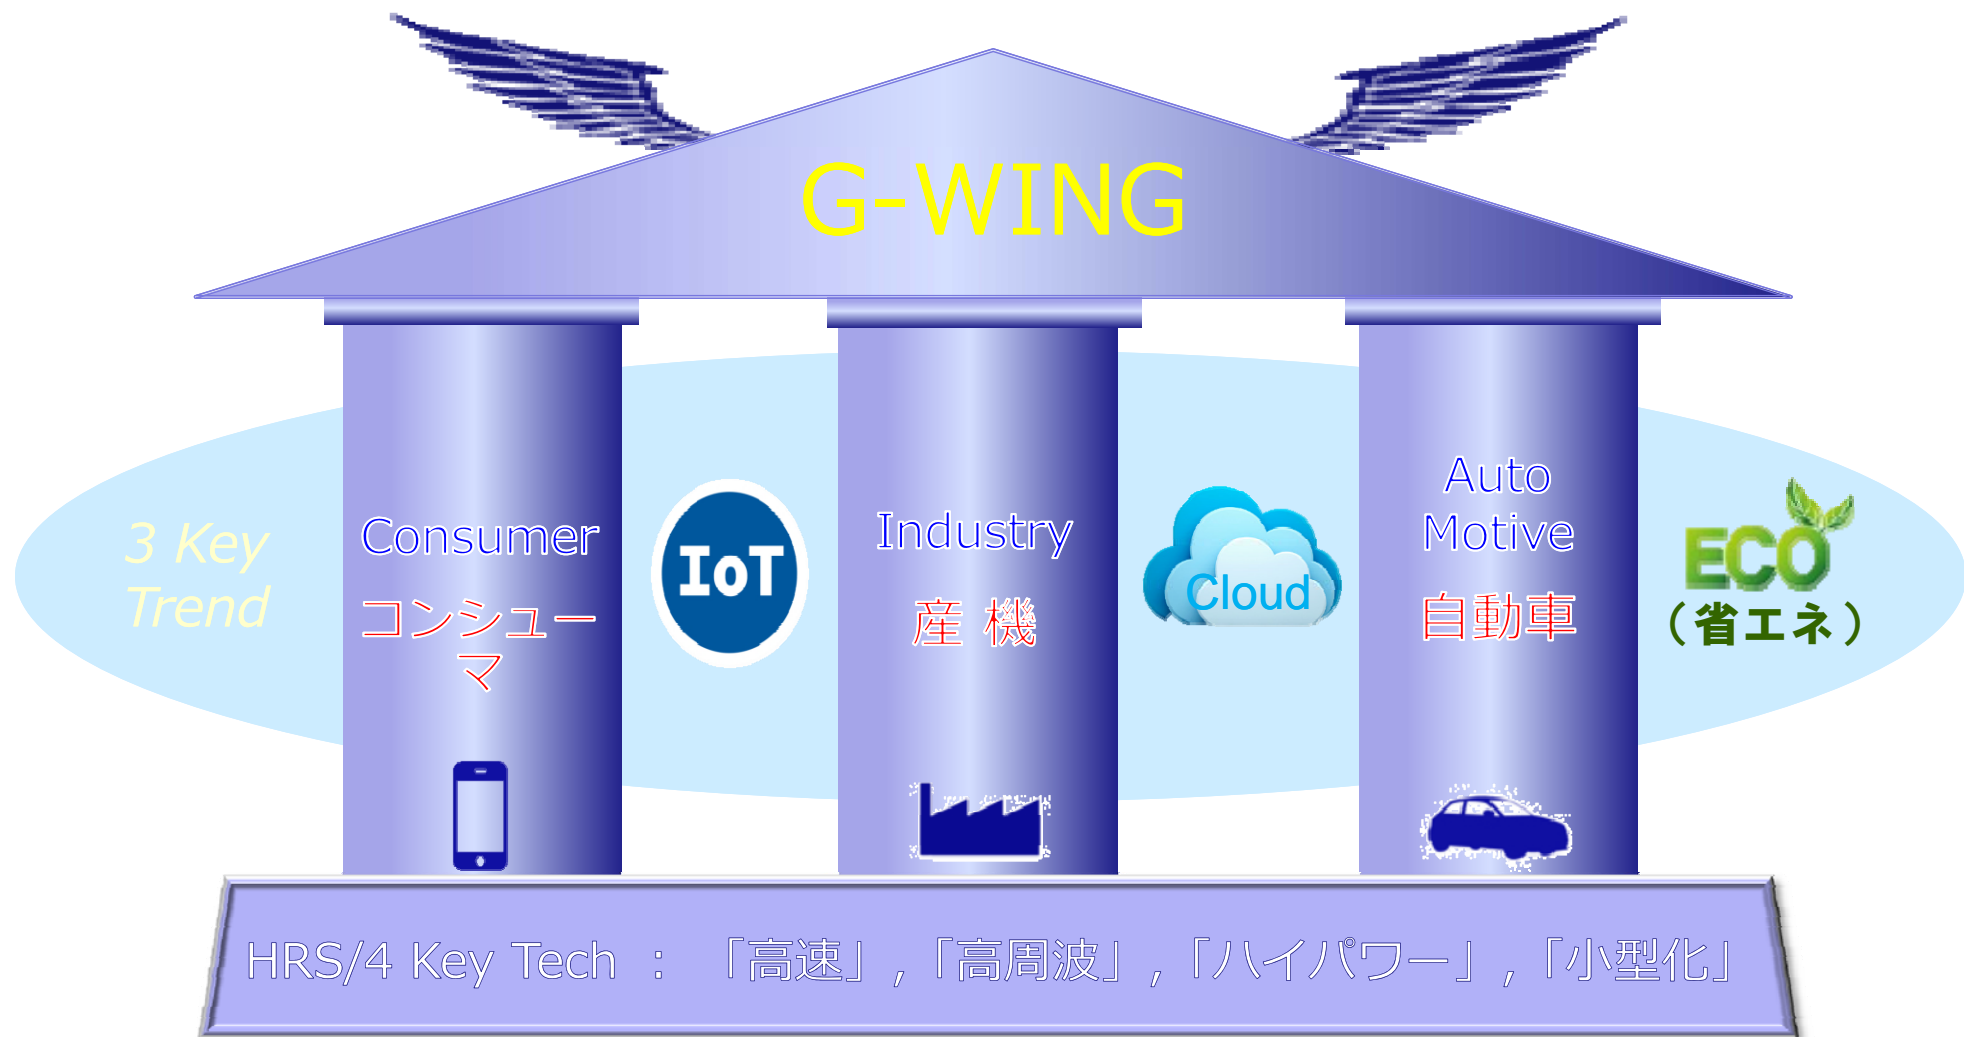 G-WING
3 Key
Trend
Consumer
コンシュー
マ
IoT
Industry
産 機
Cloud
Auto
Motive
自動車
ECO
（省エネ）
HRS/4 Key Tech ： 「高速」,「高周波」,「ハイパワー」,「小型化」